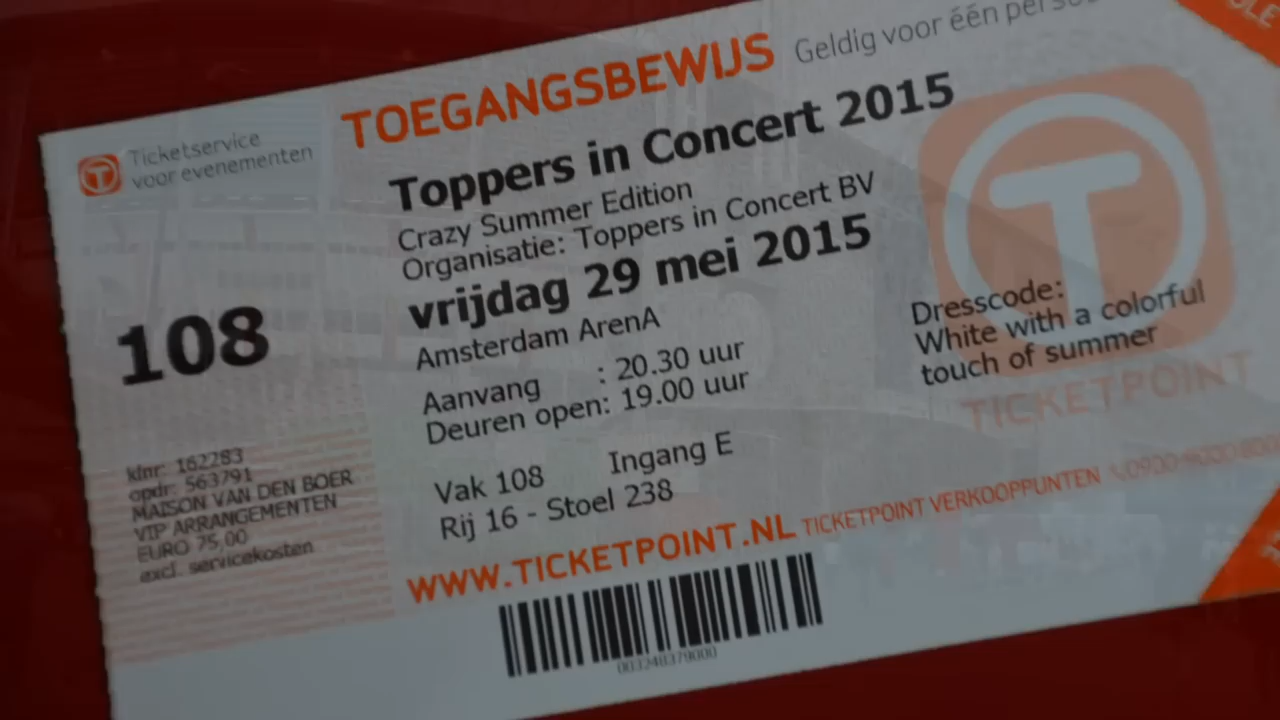 TOEGANGSBEWIJS Geldig voor één
Ticketservice
voor evenementen
Toppers in Concert 2015
Crazy Summer Edition
Organisatie: Toppers in Concert BV
vrijdag 29 mei 2015
Amsterdam ArenA
Aanvang : 20.30 uur
Deuren open: 19.00 uur
Vak 108 Ingang E
Rij 16 - Stoel 238
108
Dresscode:
White with a colorful
touch of summer
TICKETPOINT
klnr: 162283
opdr: 563791
MAISON VAN DEN BOER
VIP ARRANGEMENTEN
EURO 75,00
excl. servicekosten
WWW.TICKETPOINT.NL TICKETPOINT VERKOOPPUNTEN